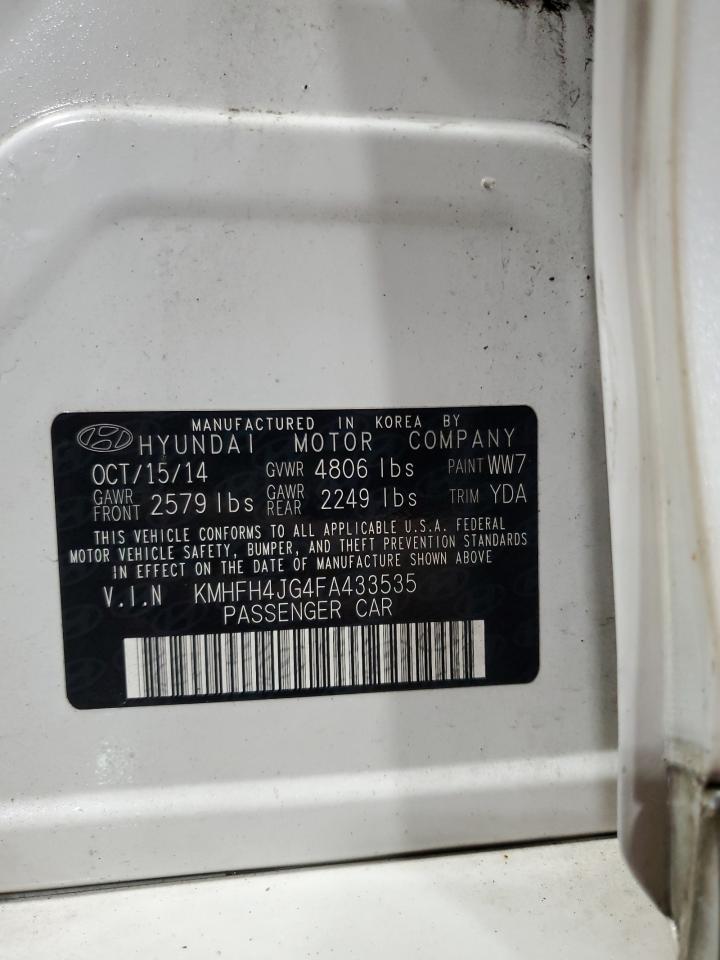 MANUFACTURED IN KOREA BY
HYUNDAI MOTOR COMPANY
OCT/15/14 GVWR 4806 lbs PAINT WW7
GAWR FRONT 2579 lbs GAWR REAR 2249 lbs TRIM YDA
THIS VEHICLE CONFORMS TO ALL APPLICABLE U.S.A. FEDERAL
MOTOR VEHICLE SAFETY, BUMPER, AND THEFT PREVENTION STANDARDS
IN EFFECT ON THE DATE OF MANUFACTURE SHOWN ABOVE
V.I.N KMHFH4JG4FA433535
PASSENGER CAR